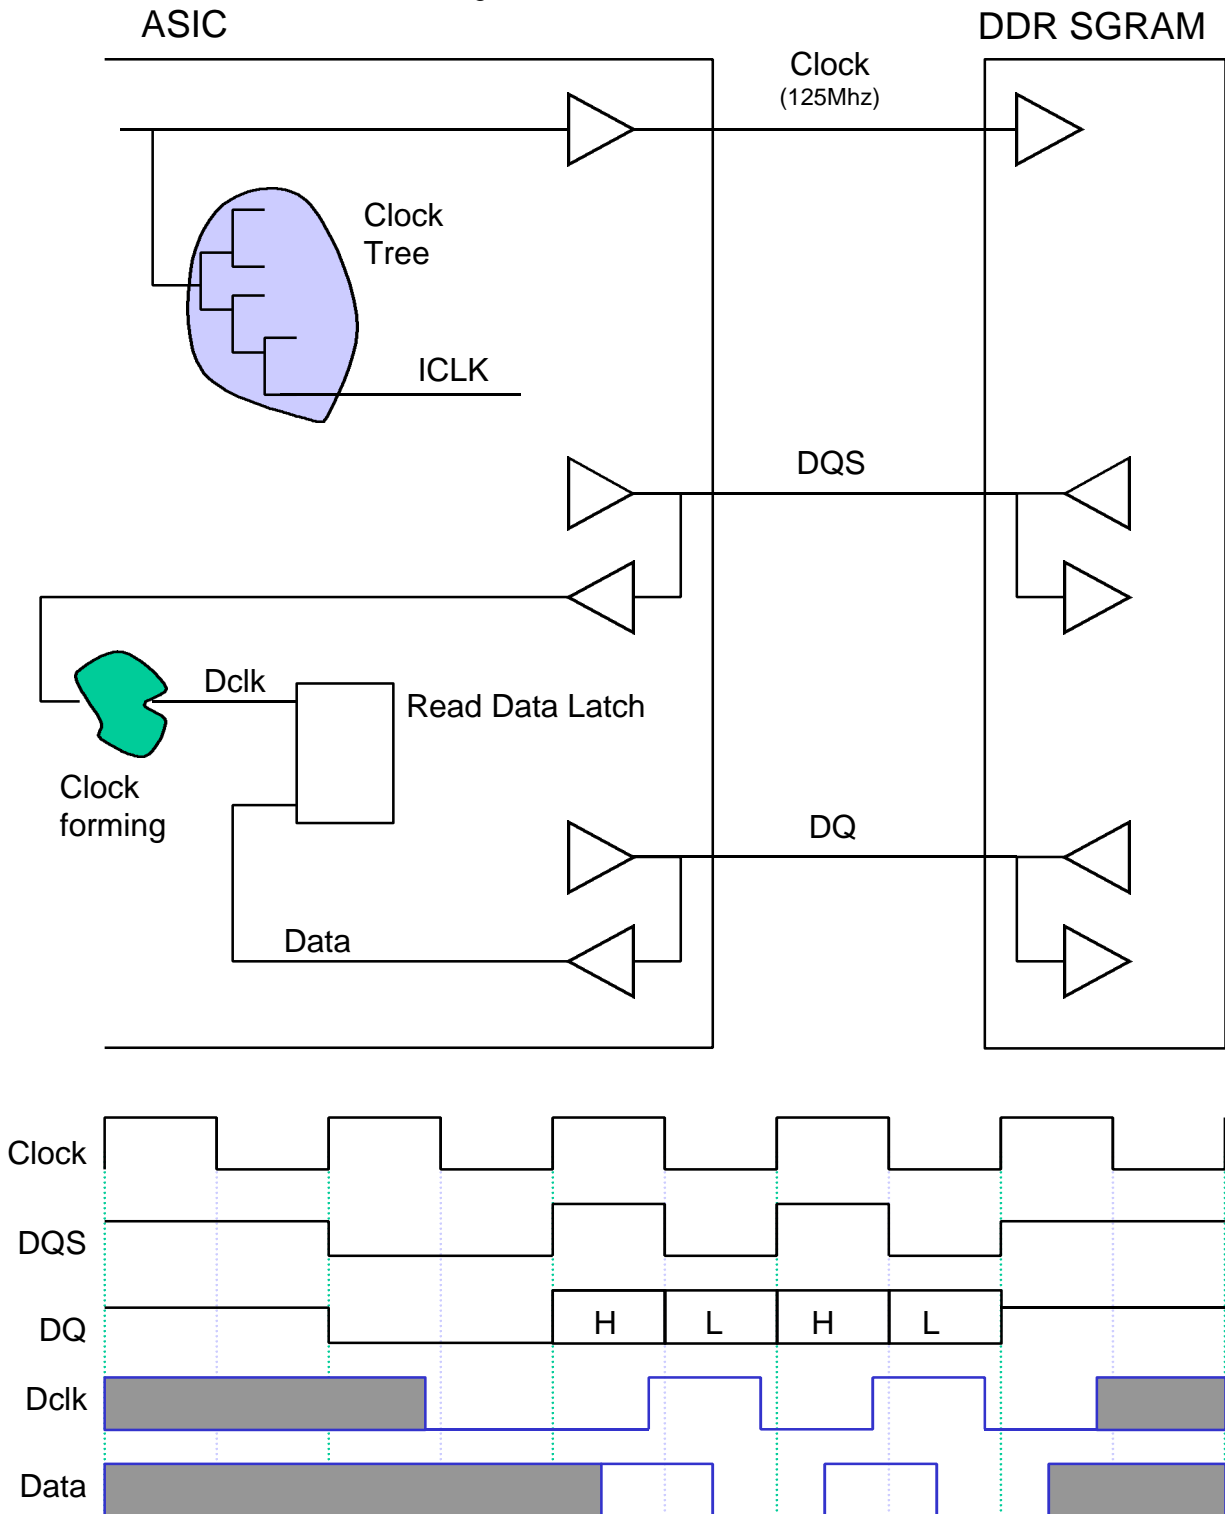 ASIC
DDR SGRAM
Clock
(125Mhz)
Clock
Tree
ICLK
DQS
Dclk
Read Data Latch
Clock
forming
DQ
Data
Clock
DQS
DQ
H L H L
Dclk
Data